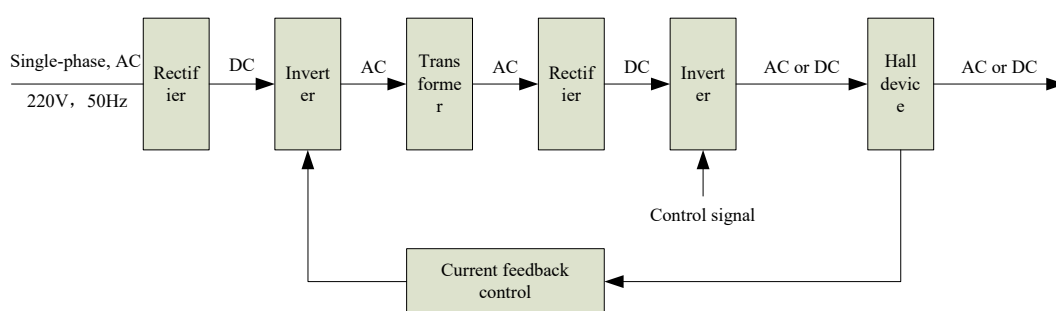 Single-phase, AC
220V，50Hz
Rectif
ier
DC
Invert
er
AC
Trans
forme
r
AC
Rectif
ier
DC
Invert
er
AC or DC
Hall
devic
e
AC or DC
Control signal
Current feedback
control